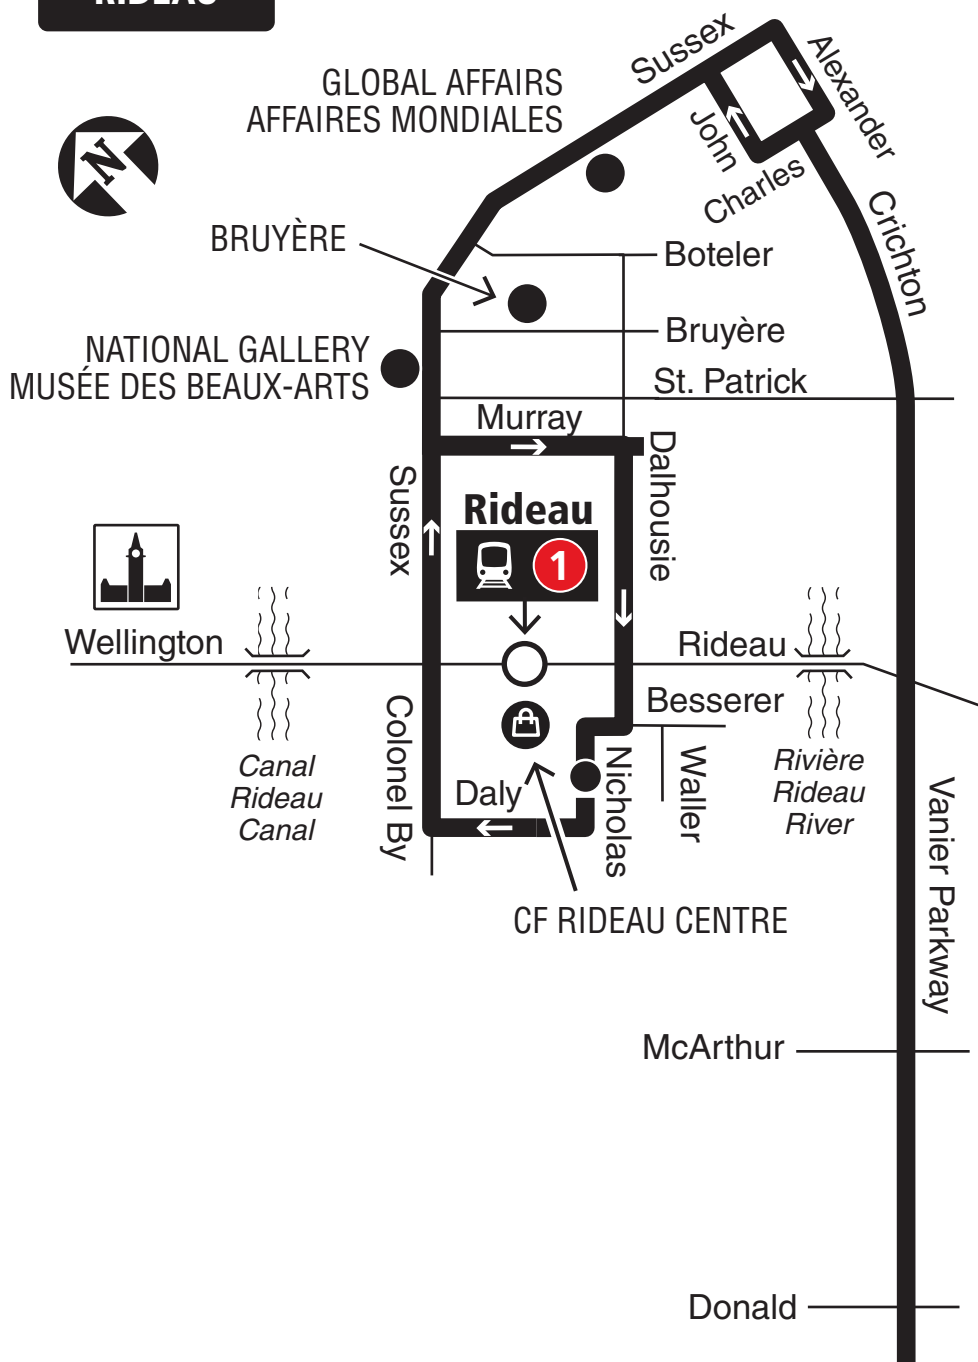 RIDEAU
Sussex
Alexander
GLOBAL AFFAIRS
AFFAIRES MONDIALES
John
Charles
N
Crichton
BRUYÈRE
Boteler
Bruyère
NATIONAL GALLERY
MUSÉE DES BEAUX-ARTS
St. Patrick
Murray
Dalhousie
Sussex
Rideau
1
Wellington
Rideau
Besserer
Colonel By
Canal
Rideau
Canal
Daly
Nicholas
Waller
Rivière
Rideau
River
Vanier Parkway
CF RIDEAU CENTRE
McArthur
Donald